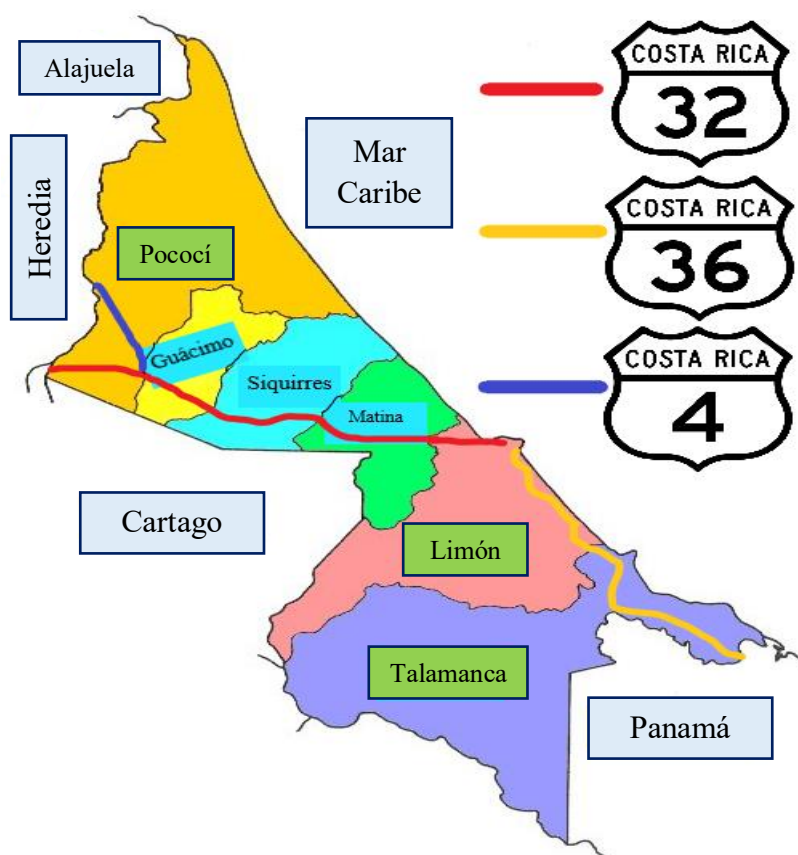 Alajuela
COSTA RICA
32
Heredia
Mar
Caribe
COSTA RICA
36
Pococí
Guácimo
COSTA RICA
4
Siquirres
Matina
Cartago
Limón
Talamanca
Panamá